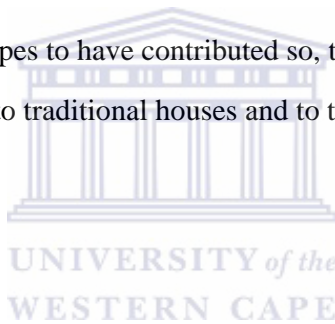 pes to have contributed so, t
o traditional houses and to t
UNIVERSITY of the
WESTERN CAPE